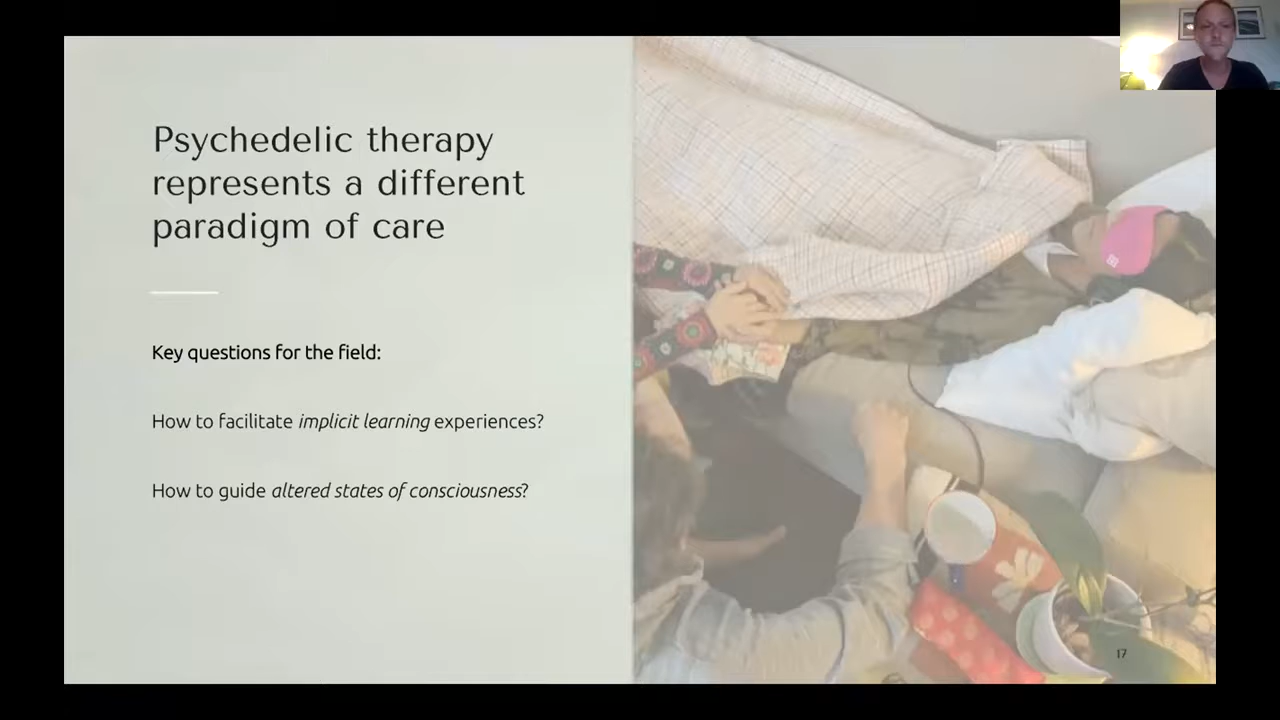 Psychedelic therapy
represents a different
paradigm of care
Key questions for the field:
How to facilitate implicit learning experiences?
How to guide altered states of consciousness?
17